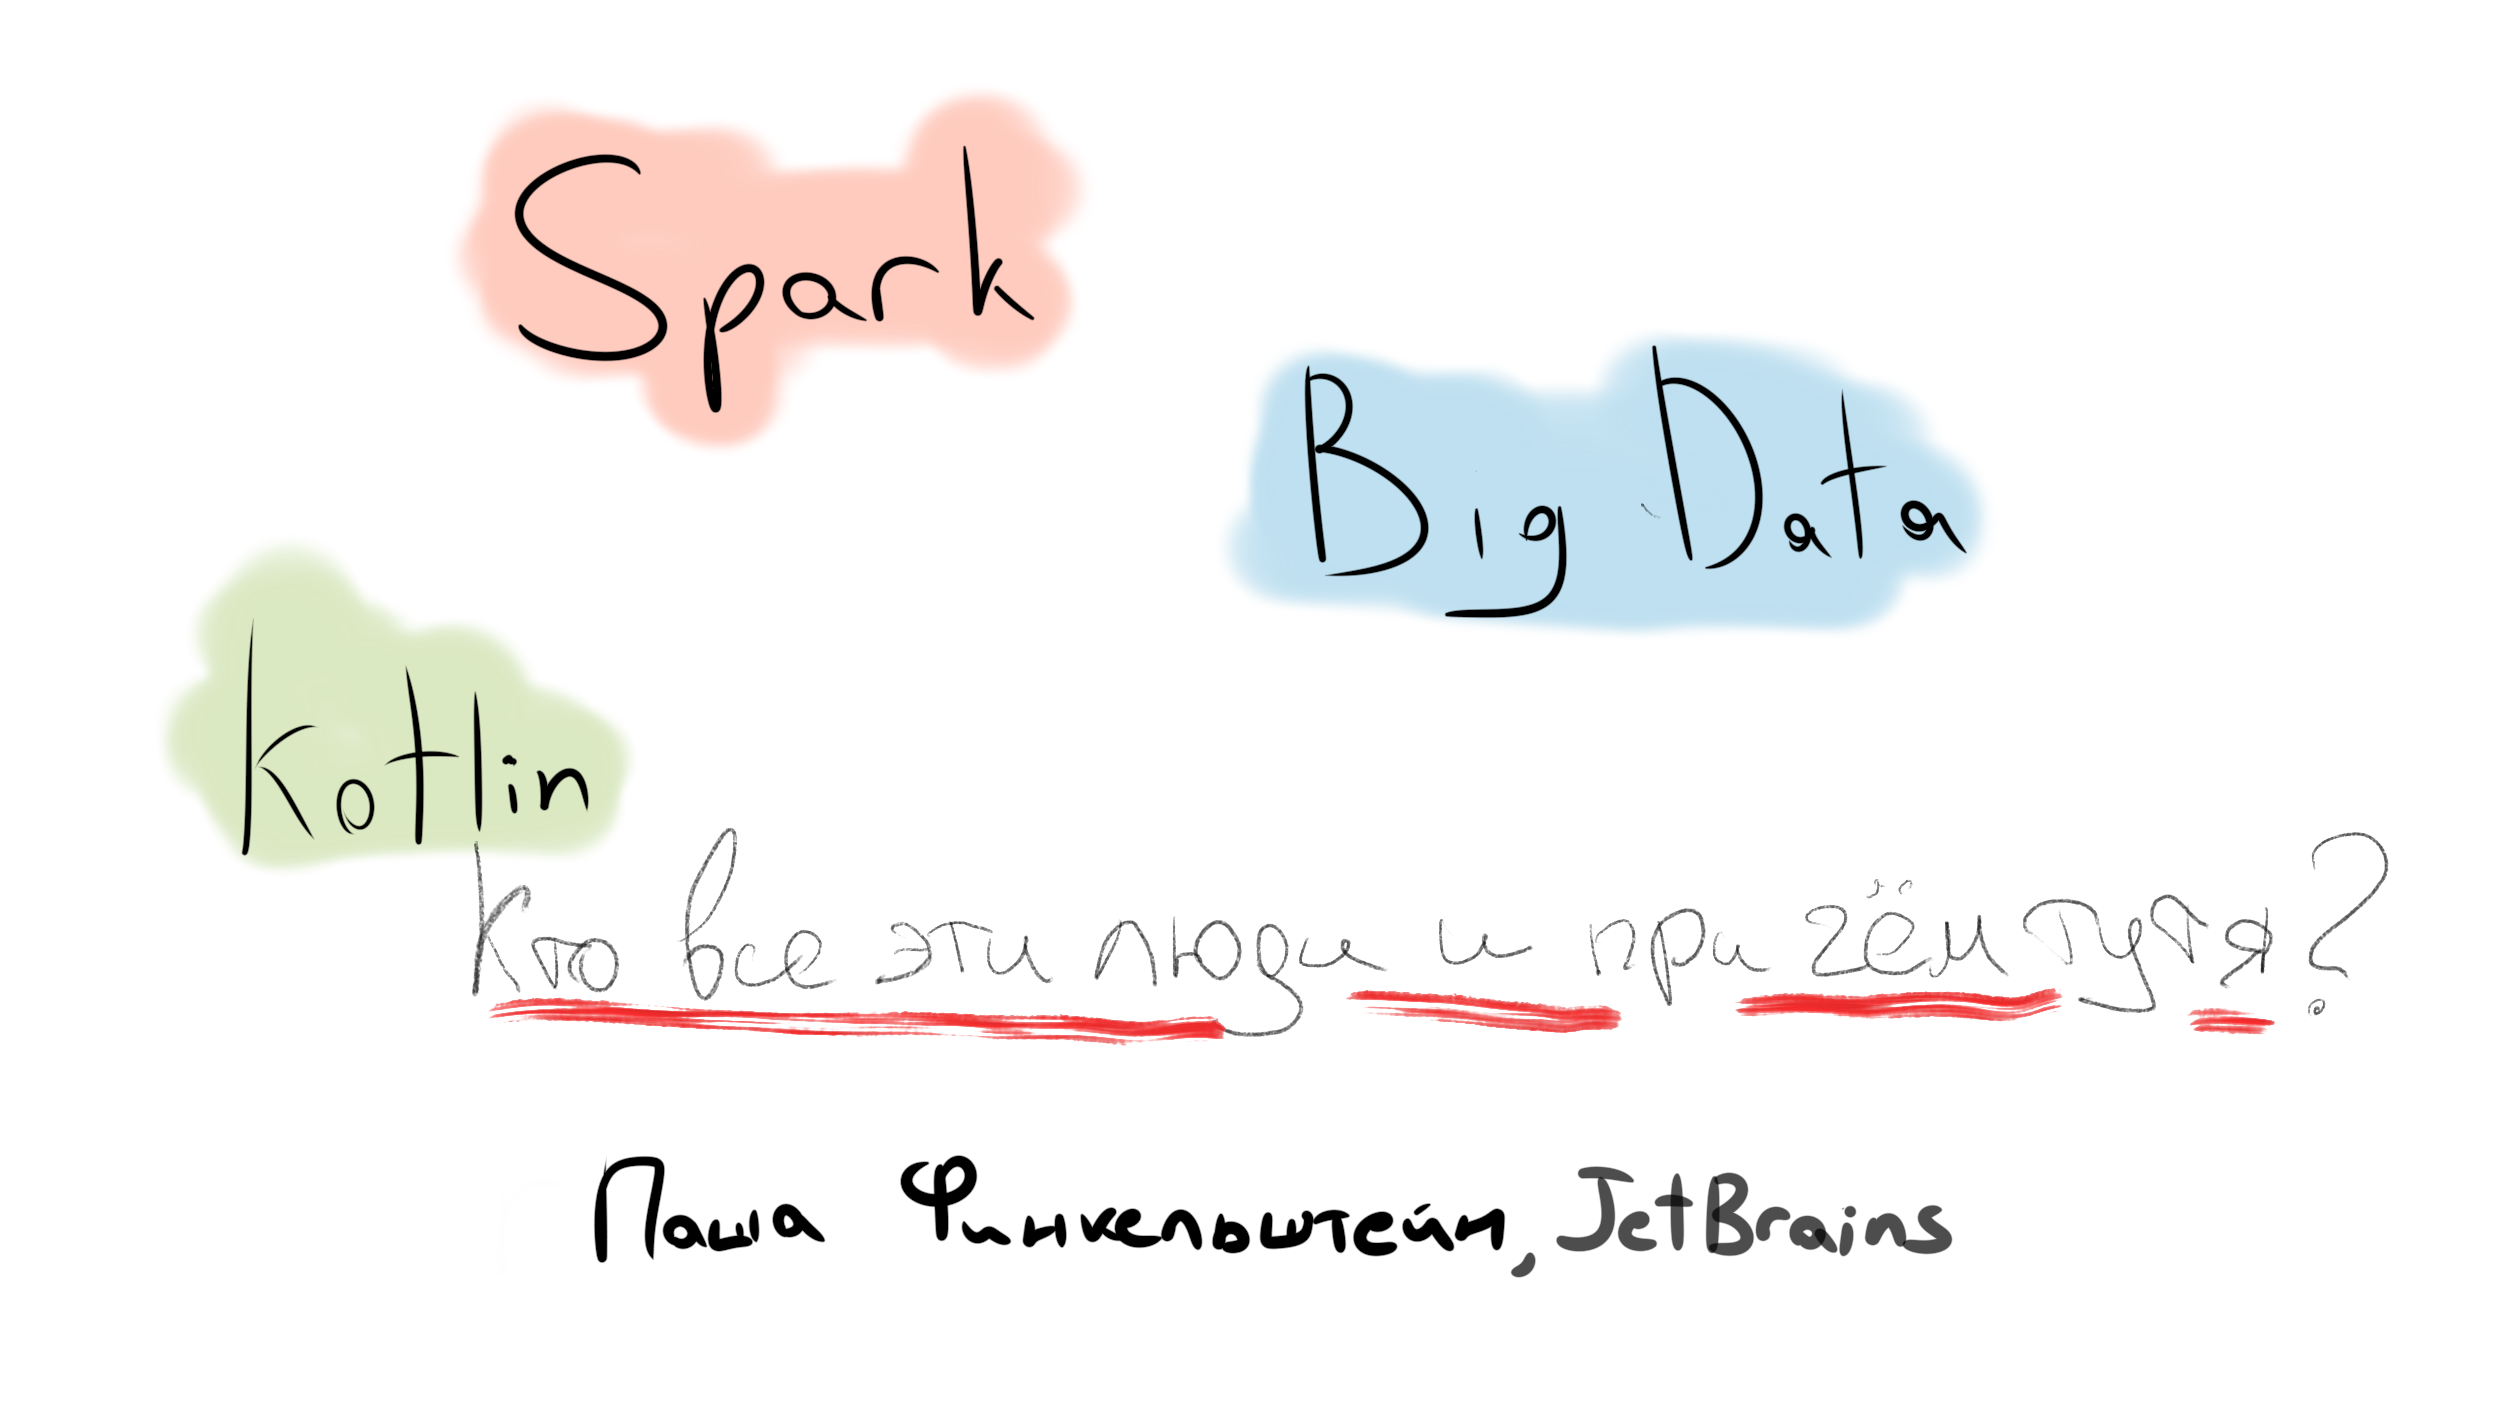 Spark
Big Data
Kotlin
Кто все эти люди и при чём тут я?
Паша Финкельштейн, JetBrains